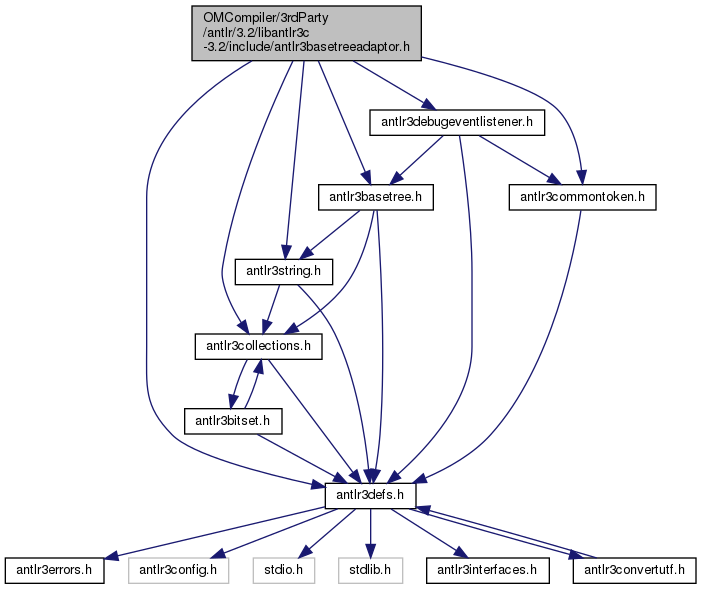 OMCompiler/3rdParty
/antlr/3.2/libantlr3c
-3.2/include/antlr3basetreeadaptor.h
antlr3debugeventlistener.h
antlr3basetree.h
antlr3commontoken.h
antlr3string.h
antlr3collections.h
antlr3bitset.h
antlr3defs.h
antlr3errors.h
antlr3config.h
stdio.h
stdlib.h
antlr3interfaces.h
antlr3convertutf.h